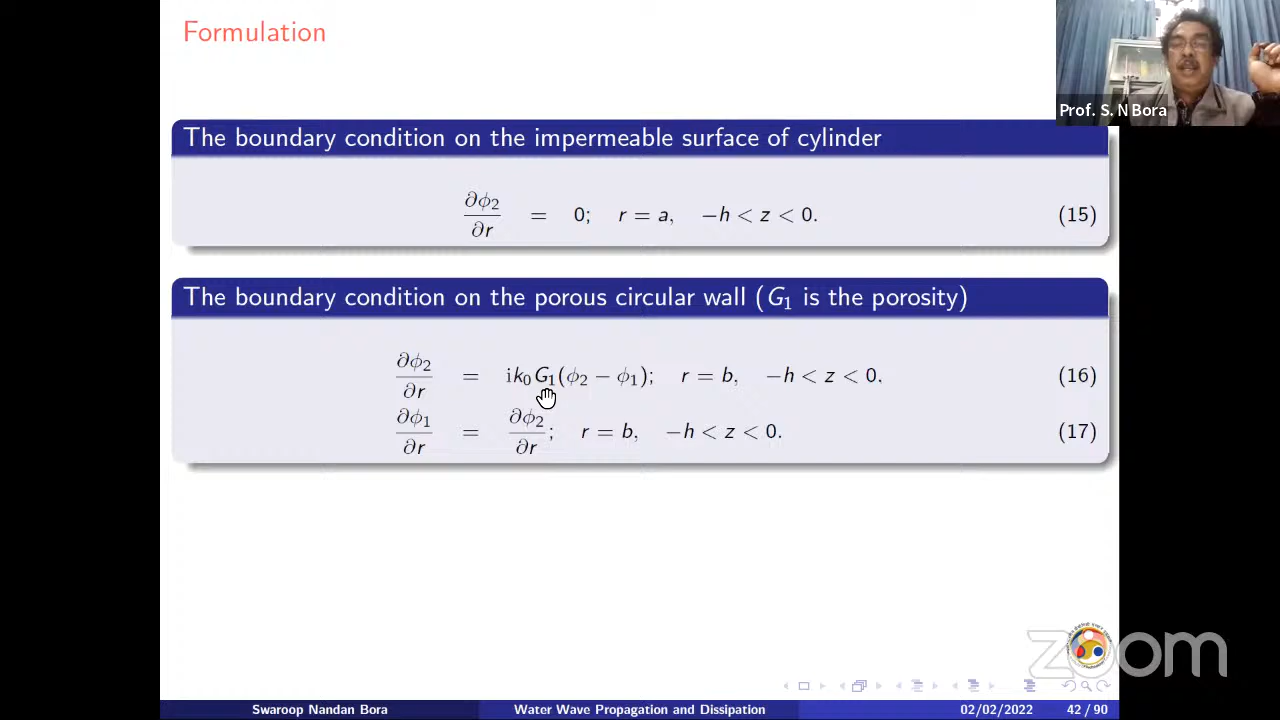 Formulation
Prof. S. N Bora
The boundary condition on the impermeable surface of cylinder
∂ϕ₂/∂r = 0; r = a, −h < z < 0. (15)
The boundary condition on the porous circular wall (G₁ is the porosity)
∂ϕ₂/∂r = ik₀G₁(ϕ₂ − ϕ₁); r = b, −h < z < 0. (16)
∂ϕ₁/∂r = ∂ϕ₂/∂r; r = b, −h < z < 0. (17)
zoom
Swaroop Nandan Bora Water Wave Propagation and Dissipation 02/02/2022 42 / 90